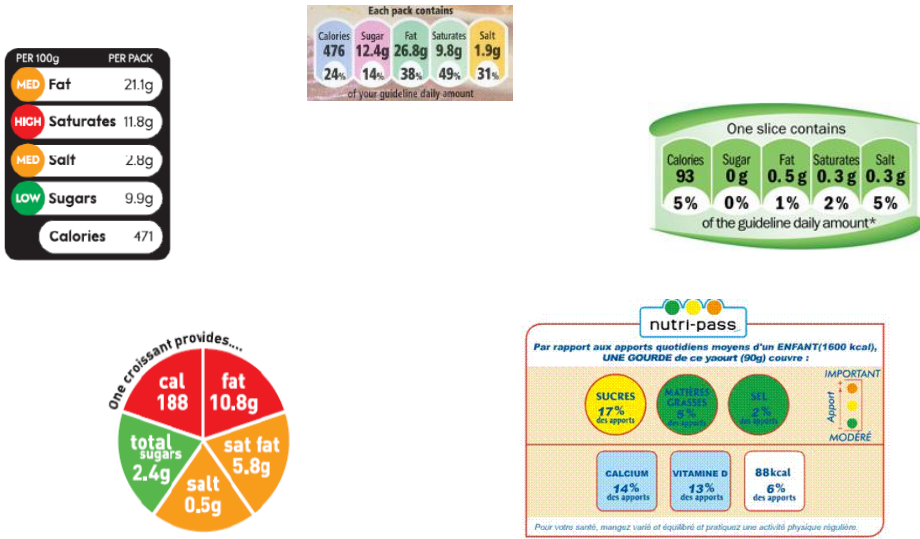 Each pack contains
Calories Sugar Fat Saturates Salt
476 12.4g 26.8g 9.8g 1.9g
24% 14% 38% 49% 31%
of your guideline daily amount
PER 100g PER PACK
MED Fat 21.1g
HIGH Saturates 11.8g
MED Salt 2.8g
LOW Sugars 9.9g
Calories 471
One slice contains
Calories Sugar Fat Saturates Salt
93 0g 0.5g 0.3g 0.3g
5% 0% 1% 2% 5%
of the guideline daily amount*
One croissant provides....
cal
188
fat
10.8g
total
sugars
2.4g
sat fat
5.8g
salt
0.5g
nutri-pass
Par rapport aux apports quotidiens moyens d'un ENFANT(1600 kcal),
UNE GOURDE de ce yaourt (90g) couvre :
SUCRES
17%
des apports
MATIÈRES
GRASSES
5%
des apports
SEL
2%
des apports
IMPORTANT
Apport
MODÉRÉ
CALCIUM
14%
des apports
VITAMINE D
13%
des apports
88kcal
6%
des apports
Pour votre santé, mangez varié et équilibré et pratiquez une activité physique régulière.